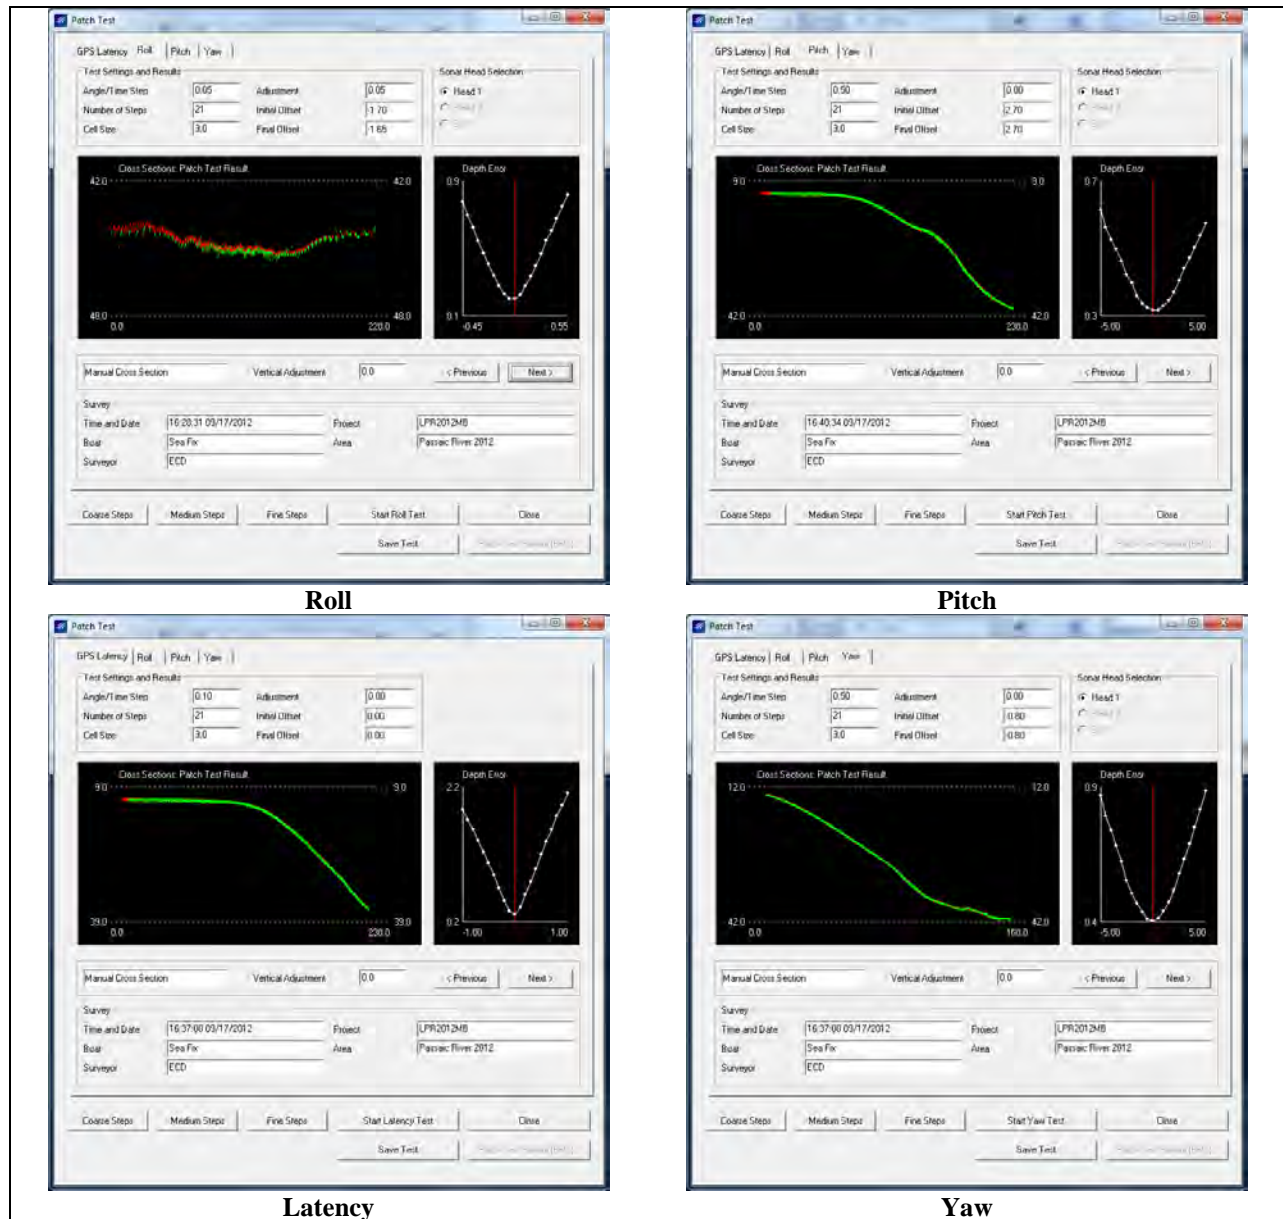 Patch Test
GPS Latency Roll Pitch Yaw
Test Settings and Results
Angle/Time Step 0.05 Adjustment 0.05
Number of Steps 21 Initial Offset -1.70
Cell Size 3.0 Final Offset -1.65
Sonar Head Selection
Head 1
Cross Sections: Patch Test Result
42.0 42.0
48.0 48.0
0.0 220.0
Depth Error
0.9
0.1
-0.45 0.55
Manual Cross Section Vertical Adjustment 0.0 < Previous Next >
Survey
Time and Date 16:20:31 09/17/2012 Project LPR2012MB
Boat Sea Fix Area Passaic River 2012
Surveyor ECD
Coarse Steps Medium Steps Fine Steps Start Roll Test Close
Save Test
Roll
Patch Test
GPS Latency Roll Pitch Yaw
Test Settings and Results
Angle/Time Step 0.50 Adjustment 0.00
Number of Steps 21 Initial Offset 2.70
Cell Size 3.0 Final Offset 2.70
Sonar Head Selection
Head 1
Cross Sections: Patch Test Result
9.0 9.0
42.0 42.0
0.0 230.0
Depth Error
0.7
0.3
-5.00 5.00
Manual Cross Section Vertical Adjustment 0.0 < Previous Next >
Survey
Time and Date 16:40:34 09/17/2012 Project LPR2012MB
Boat Sea Fix Area Passaic River 2012
Surveyor ECD
Coarse Steps Medium Steps Fine Steps Start Pitch Test Close
Save Test
Pitch
Patch Test
GPS Latency Roll Pitch Yaw
Test Settings and Results
Angle/Time Step 0.10 Adjustment 0.00
Number of Steps 21 Initial Offset 0.00
Cell Size 3.0 Final Offset 0.00
Cross Sections: Patch Test Result
9.0 9.0
39.0 39.0
0.0 230.0
Depth Error
2.2
0.2
-1.00 1.00
Manual Cross Section Vertical Adjustment 0.0 < Previous Next >
Survey
Time and Date 16:37:00 09/17/2012 Project LPR2012MB
Boat Sea Fix Area Passaic River 2012
Surveyor ECD
Coarse Steps Medium Steps Fine Steps Start Latency Test Close
Save Test
Latency
Patch Test
GPS Latency Roll Pitch Yaw
Test Settings and Results
Angle/Time Step 0.50 Adjustment 0.00
Number of Steps 21 Initial Offset -0.80
Cell Size 3.0 Final Offset -0.80
Sonar Head Selection
Head 1
Cross Sections: Patch Test Result
12.0 12.0
42.0 42.0
0.0 160.0
Depth Error
0.9
0.4
-5.00 5.00
Manual Cross Section Vertical Adjustment 0.0 < Previous Next >
Survey
Time and Date 16:37:00 09/17/2012 Project LPR2012MB
Boat Sea Fix Area Passaic River 2012
Surveyor ECD
Coarse Steps Medium Steps Fine Steps Start Yaw Test Close
Save Test
Yaw